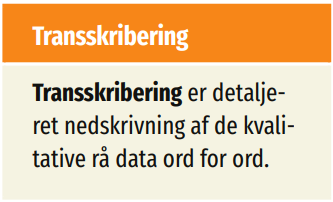 Transskribering
Transskribering er detalje-
ret nedskrivning af de kvali-
tative rå data ord for ord.